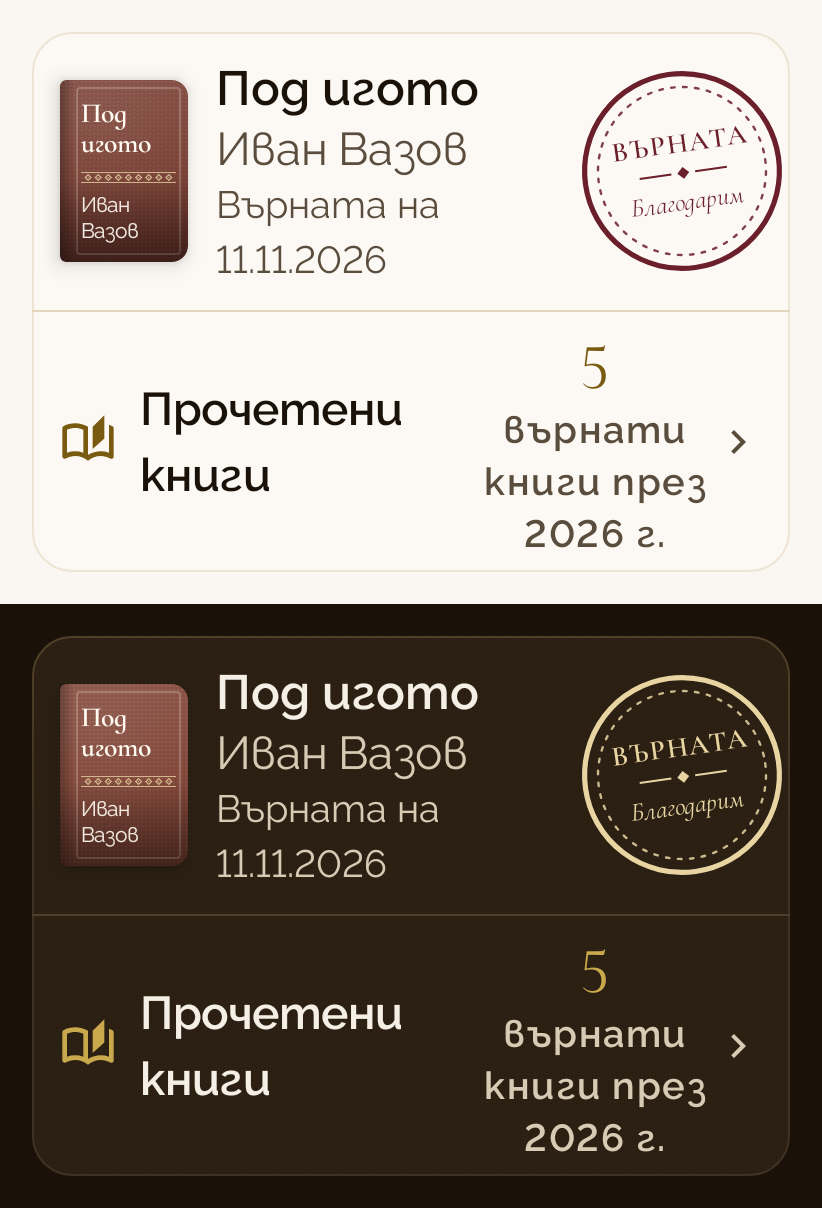 Под
игото
Иван
Вазов
Под игото
Иван Вазов
Върната на
11.11.2026
ВЪРНАТА
Благодарим
Прочетени
книги
5
върнати
книги през
2026 г.
Под
игото
Иван
Вазов
Под игото
Иван Вазов
Върната на
11.11.2026
ВЪРНАТА
Благодарим
Прочетени
книги
5
върнати
книги през
2026 г.